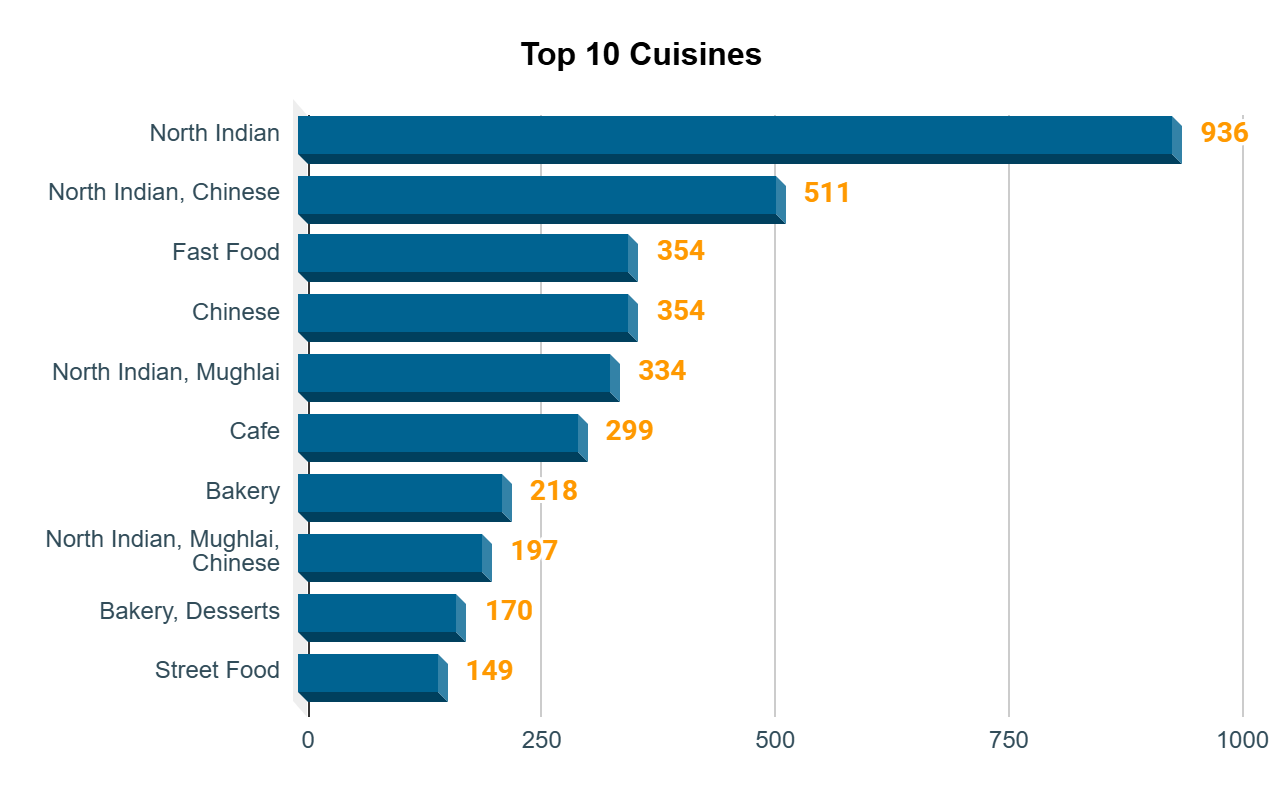 Top 10 Cuisines
North Indian
936
North Indian, Chinese
511
Fast Food
354
Chinese
354
North Indian, Mughlai
334
Cafe
299
Bakery
218
North Indian, Mughlai,
Chinese
197
Bakery, Desserts
170
Street Food
149
0 250 500 750 1000